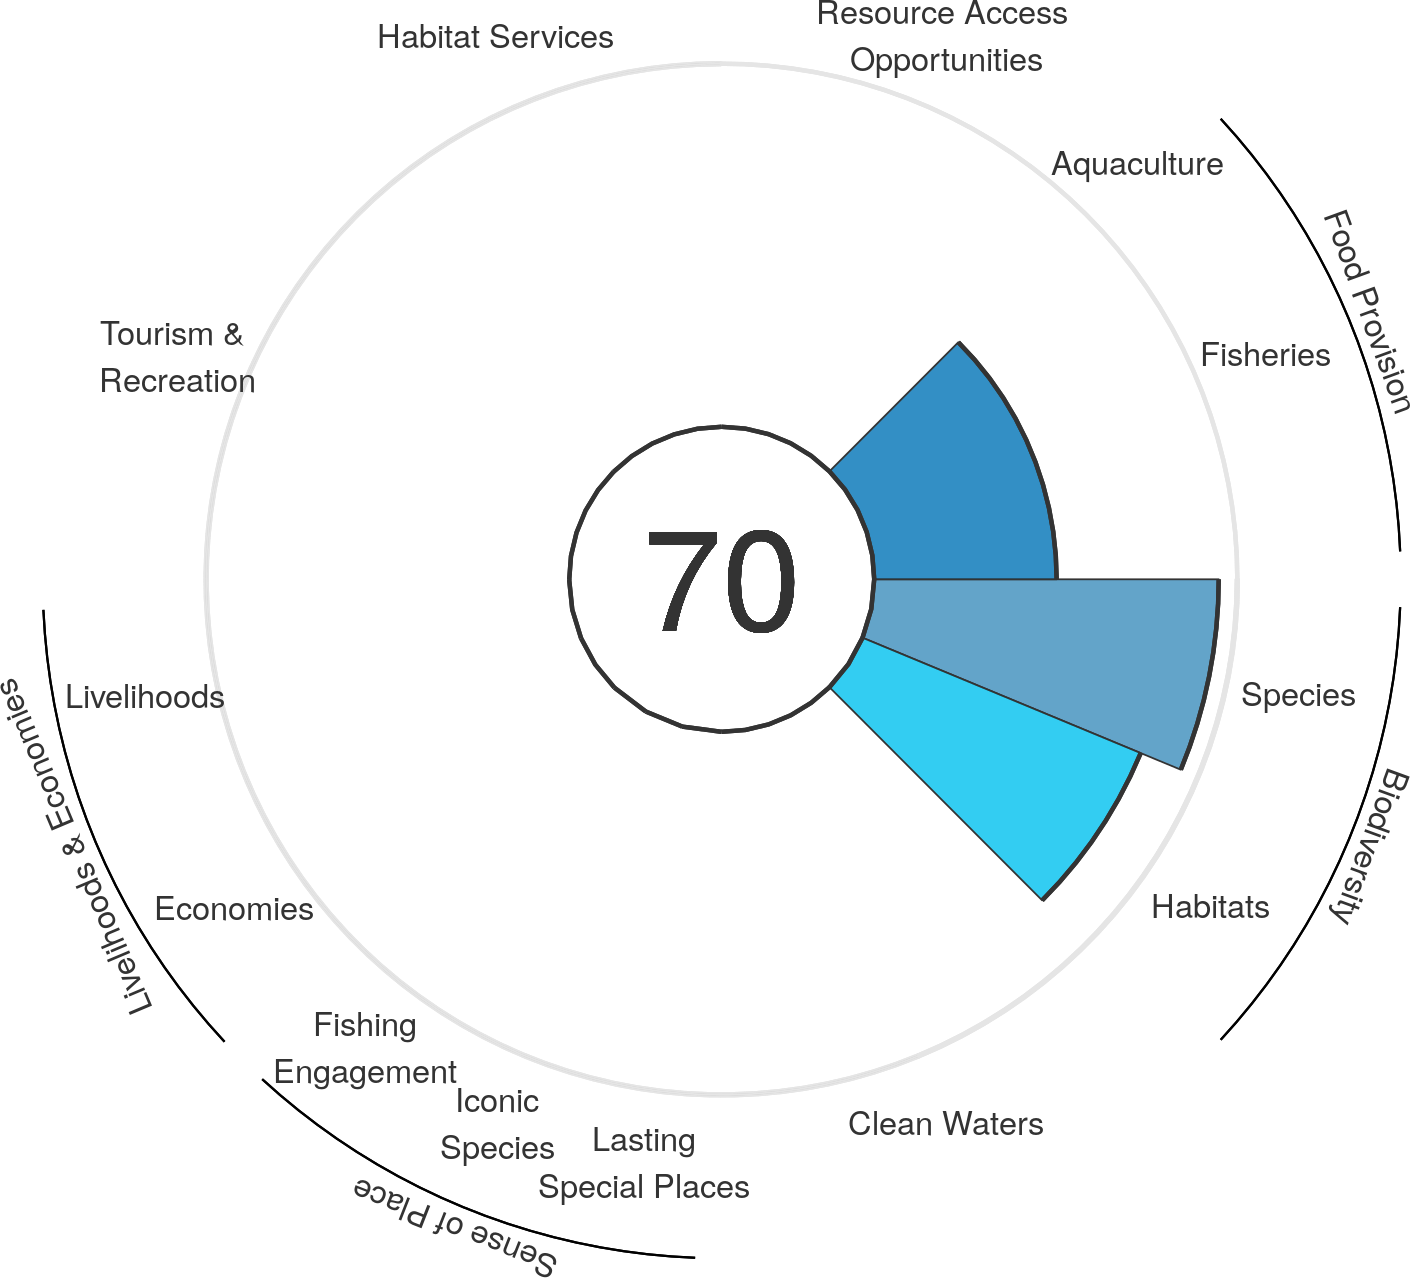 Resource Access
Opportunities
Habitat Services
Aquaculture
Food Provision
Tourism &
Recreation
Fisheries
70
Livelihoods
Species
Livelihoods & Economies
Biodiversity
Economies
Habitats
Fishing
Engagement
Iconic
Species
Lasting
Special Places
Clean Waters
Sense of Place